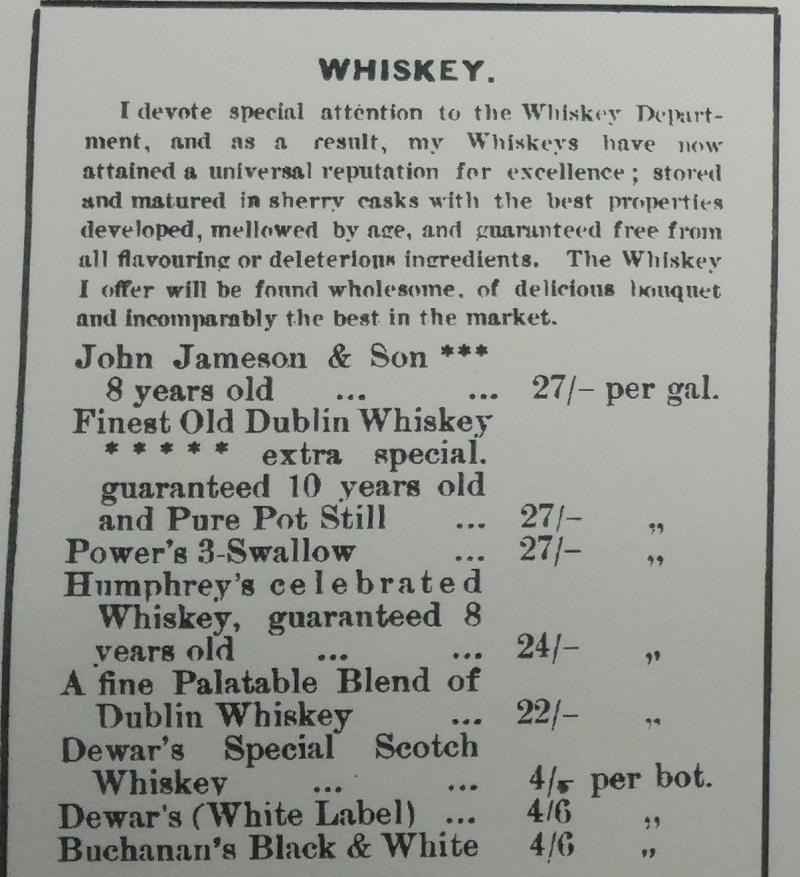 WHISKEY.
I devote special attention to the Whiskey Depart-
ment, and as a result, my Whiskeys have now
attained a universal reputation for excellence; stored
and matured in sherry casks with the best properties
developed, mellowed by age, and guaranteed free from
all flavouring or deleterious ingredients. The Whiskey
I offer will be found wholesome, of delicious bouquet
and incomparably the best in the market.
John Jameson & Son ***
8 years old ... ... 27/- per gal.
Finest Old Dublin Whiskey
* * * * * extra special.
guaranteed 10 years old
and Pure Pot Still ... 27/- „
Power's 3-Swallow ... 27/- „
Humphrey's celebrated
Whiskey, guaranteed 8
years old ... ... 24/- „
A fine Palatable Blend of
Dublin Whiskey ... 22/- „
Dewar's Special Scotch
Whiskey ... ... 4/- per bot.
Dewar's (White Label) ... 4/6 „
Buchanan's Black & White 4/6 „